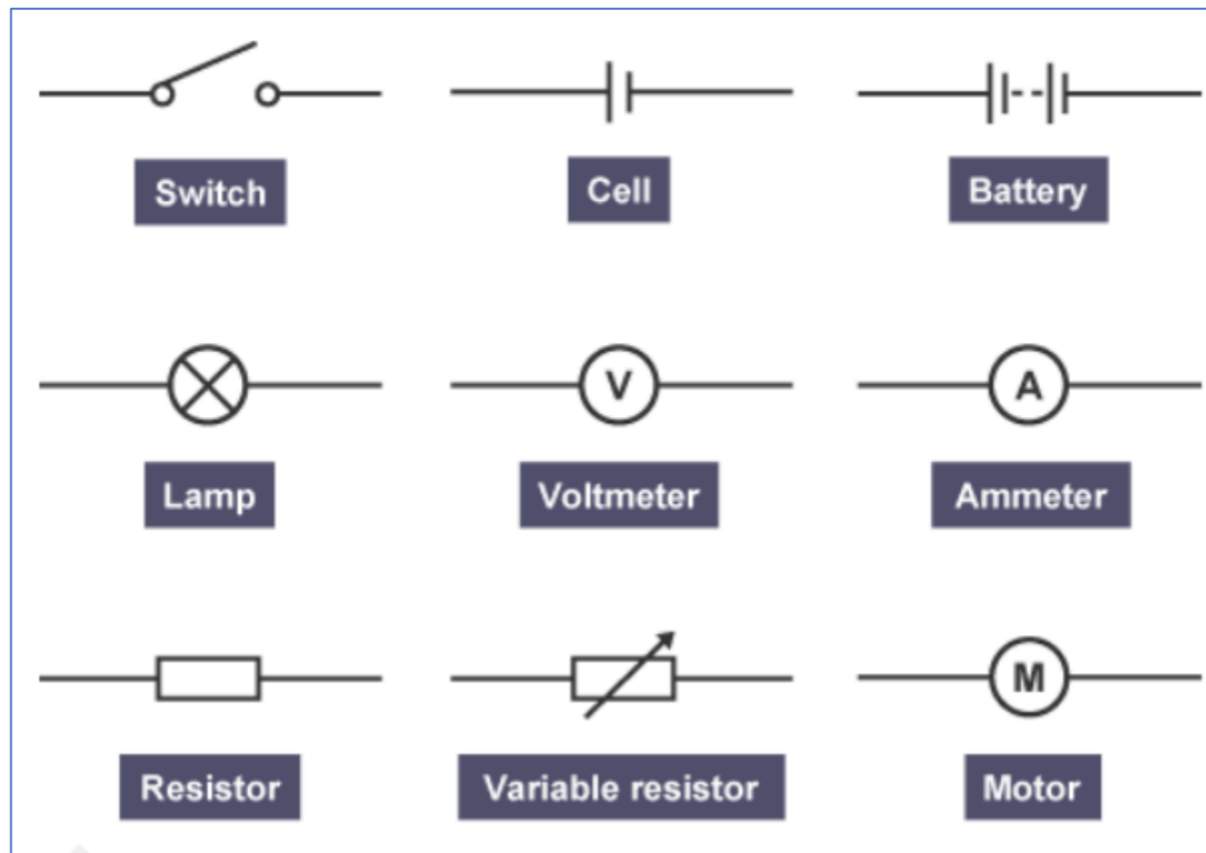 Switch
Cell
Battery
V
A
Lamp
Voltmeter
Ammeter
M
Resistor
Variable resistor
Motor